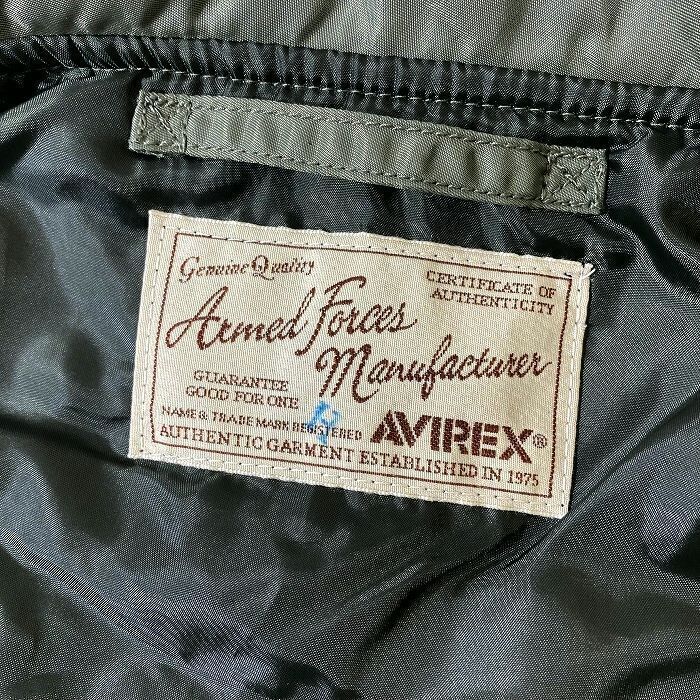 Genuine Quality
CERTIFICATE OF
AUTHENTICITY
Armed Forces
Manufacturer
GUARANTEE
GOOD FOR ONE
NAME & TRADE MARK REGISTERED
AVIREX®
AUTHENTIC GARMENT ESTABLISHED IN 1975